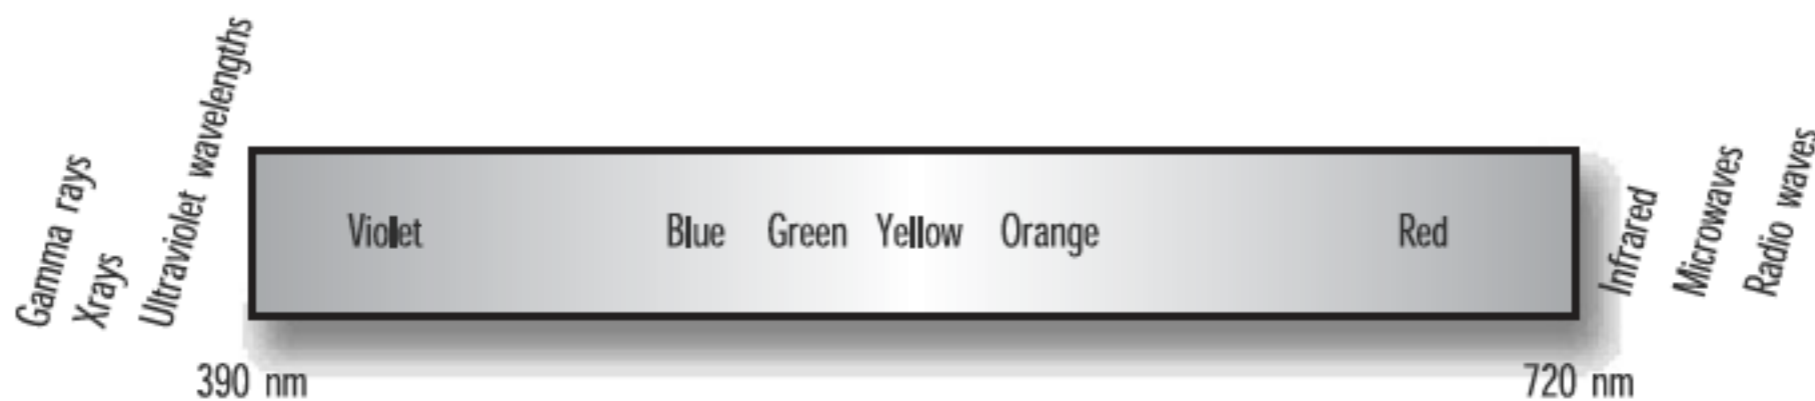 Gamma rays
Xrays
Ultraviolet wavelengths
Violet Blue Green Yellow Orange Red
Infrared
Microwaves
Radio waves
390 nm 720 nm